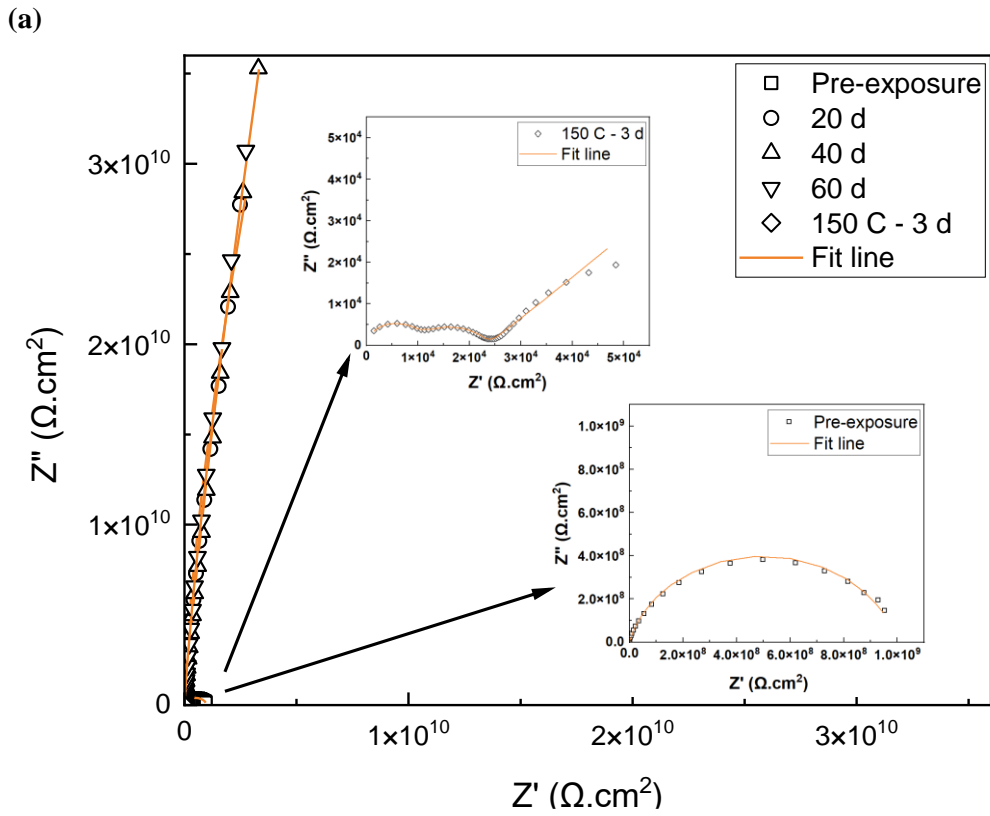 (a)
Z'' (Ω.cm²)
3×10¹⁰
2×10¹⁰
1×10¹⁰
0
0
1×10¹⁰
2×10¹⁰
3×10¹⁰
Z' (Ω.cm²)
Pre-exposure
20 d
40 d
60 d
150 C - 3 d
Fit line
Z'' (Ω.cm²)
5×10⁴
4×10⁴
3×10⁴
2×10⁴
1×10⁴
0
0
1×10⁴
2×10⁴
3×10⁴
4×10⁴
5×10⁴
Z' (Ω.cm²)
150 C - 3 d
Fit line
Z'' (Ω.cm²)
1.0×10⁹
8.0×10⁸
6.0×10⁸
4.0×10⁸
2.0×10⁸
0.0
0.0
2.0×10⁸
4.0×10⁸
6.0×10⁸
8.0×10⁸
1.0×10⁹
Z' (Ω.cm²)
Pre-exposure
Fit line